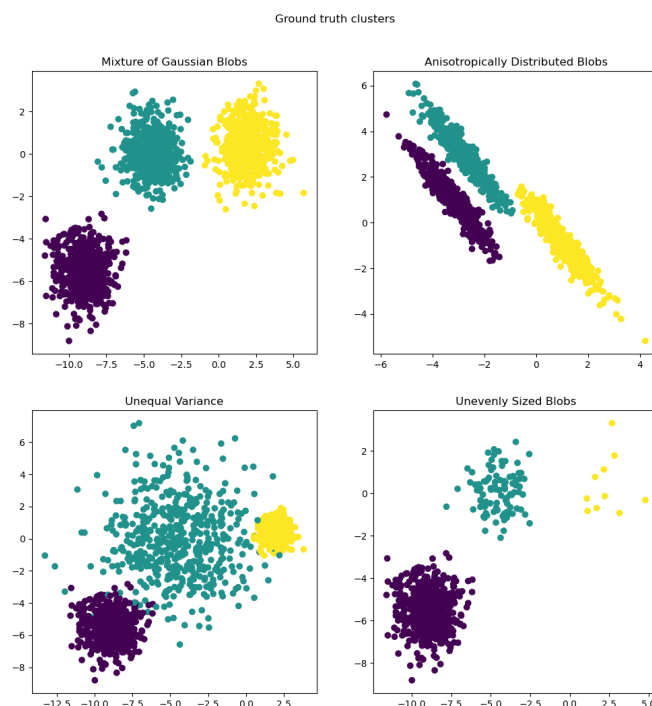 Ground truth clusters
Mixture of Gaussian Blobs
2
0
−2
−4
−6
−8
−10.0 −7.5 −5.0 −2.5 0.0 2.5 5.0
Anisotropically Distributed Blobs
6
4
2
0
−2
−4
−6 −4 −2 0 2 4
Unequal Variance
6
4
2
0
−2
−4
−6
−8
−12.5 −10.0 −7.5 −5.0 −2.5 0.0 2.5
Unevenly Sized Blobs
2
0
−2
−4
−6
−8
−10.0 −7.5 −5.0 −2.5 0.0 2.5 5.0